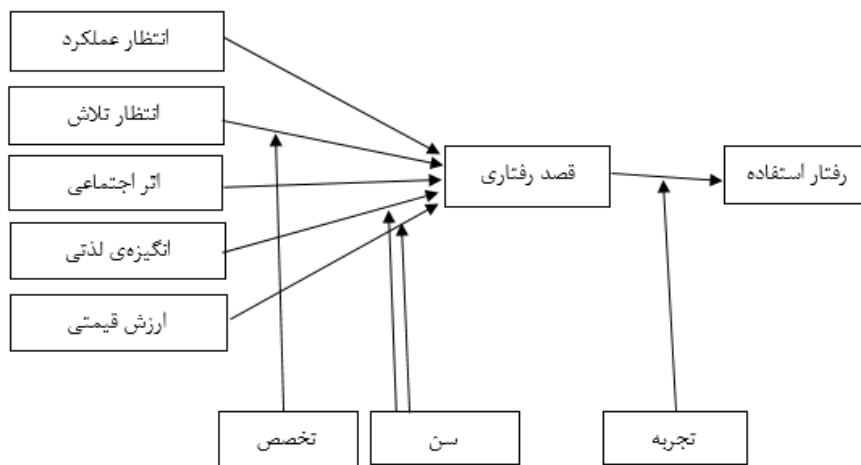 انتظار عملکرد
انتظار تلاش
اثر اجتماعی
انگیزه‌ی لذتی
ارزش قیمتی
قصد رفتاری
رفتار استفاده
تخصص
سن
تجربه